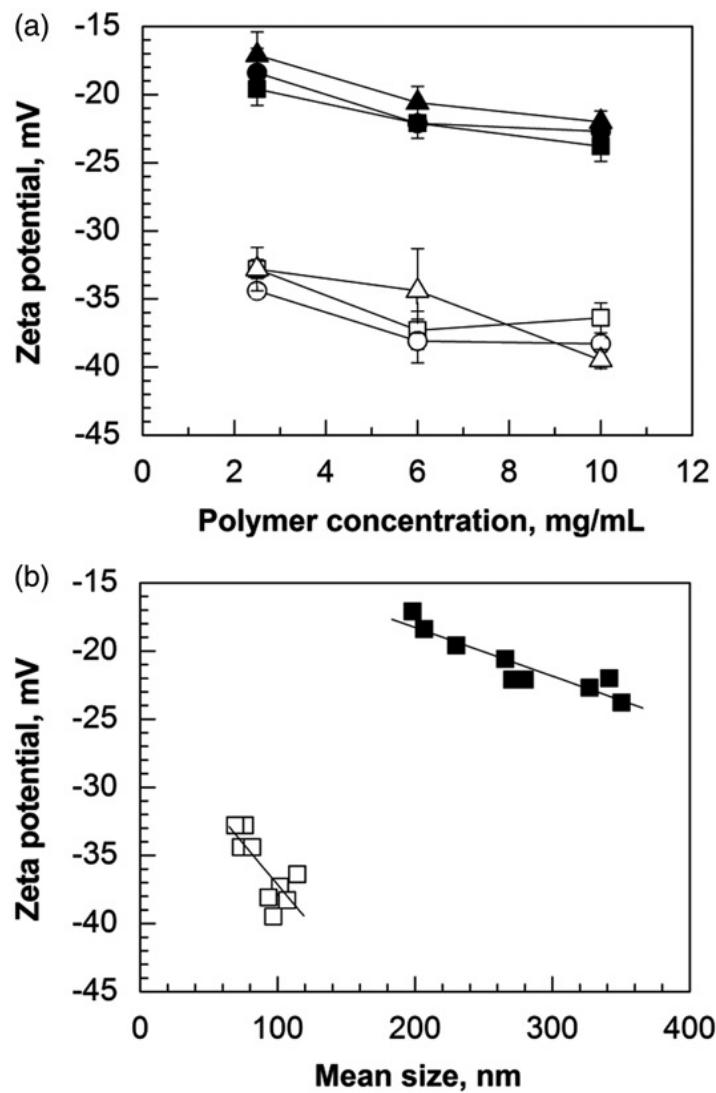 (a)
-15
-20
-25
-30
-35
-40
-45
Zeta potential, mV
0 2 4 6 8 10 12
Polymer concentration, mg/mL
(b)
-15
-20
-25
-30
-35
-40
-45
Zeta potential, mV
0 100 200 300 400
Mean size, nm